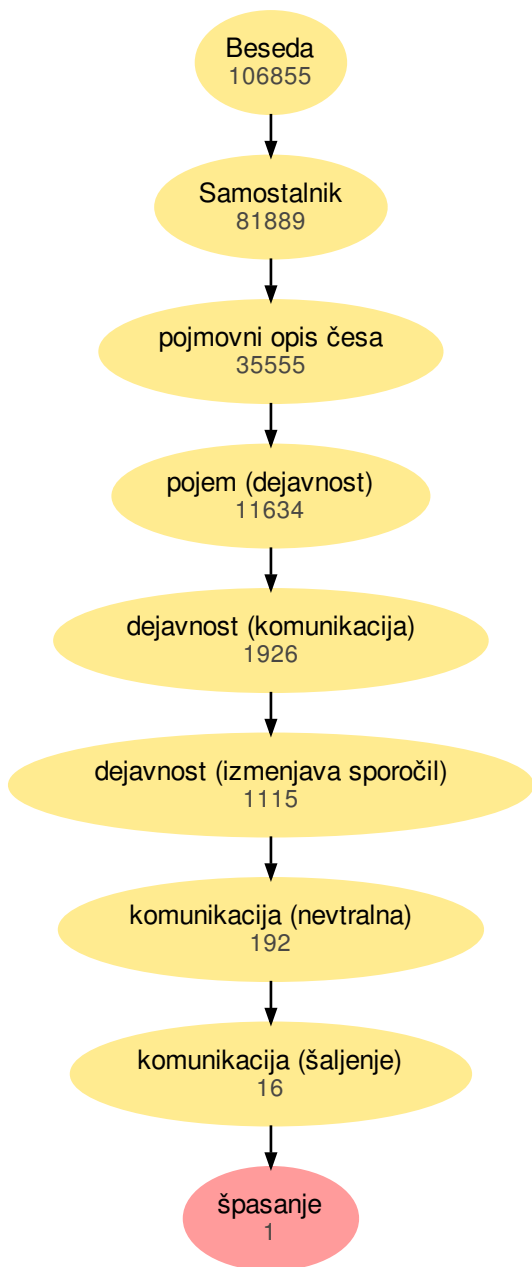 Beseda
106855
Samostalnik
81889
pojmovni opis česa
35555
pojem (dejavnost)
11634
dejavnost (komunikacija)
1926
dejavnost (izmenjava sporočil)
1115
komunikacija (nevtralna)
192
komunikacija (šaljenje)
16
špasanje
1